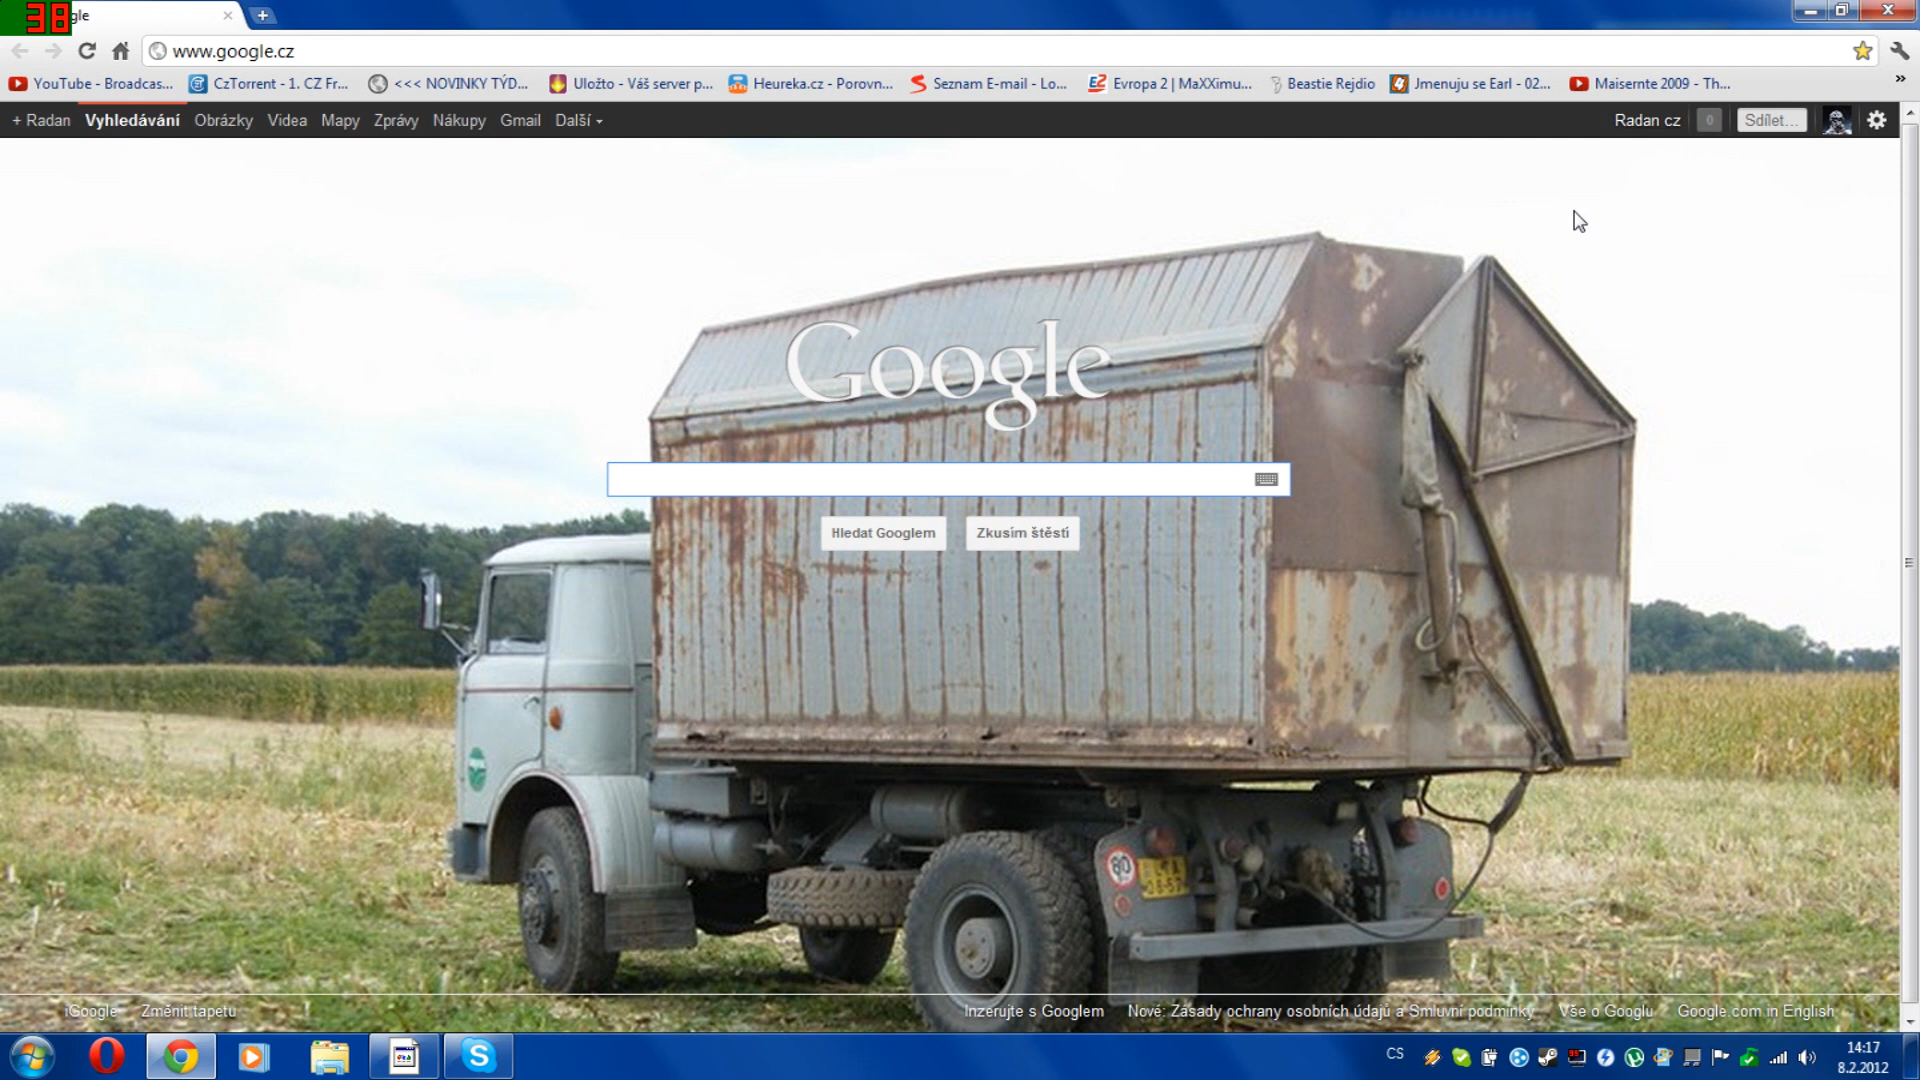 38 gle
www.google.cz
YouTube - Broadcas... CzTorrent - 1. CZ Fr... <<< NOVINKY TÝD... Uložto - Váš server p... Heureka.cz - Porovn... Seznam E-mail - Lo... E2 Evropa 2 | MaXXimu... Beastie Rejdio Jmenuju se Earl - 02... Maisernte 2009 - Th... »
+ Radan Vyhledávání Obrázky Videa Mapy Zprávy Nákupy Gmail Další Radan cz 0 Sdílet...
Google
Hledat Googlem Zkusím štěstí
80
iGoogle Změnit tapetu Inzerujte s Googlem Nové: Zásady ochrany osobních údajů a Smluvní podmínky Vše o Googlu Google.com in English
CS 14:17
8.2.2012